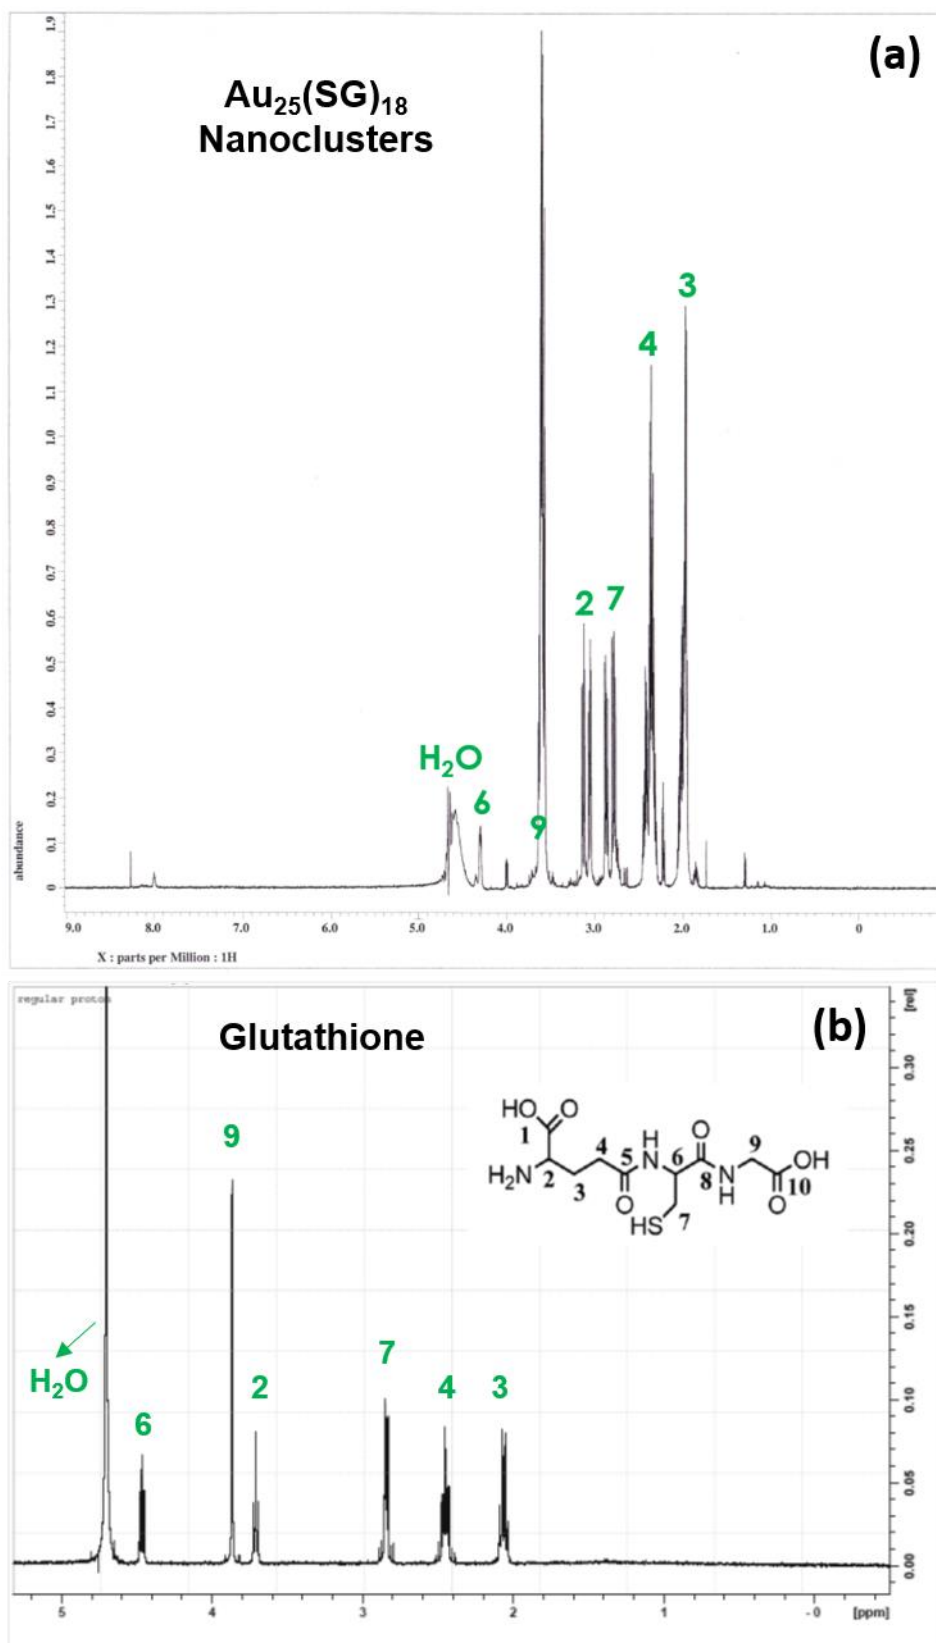 (a)
Au25(SG)18
Nanoclusters
1.9
1.8
1.7
1.6
1.5
1.4
1.3
1.2
1.1
1.0
0.9
0.8
0.7
0.6
0.5
0.4
0.3
0.2
0.1
0
abundance
3
4
2 7
H2O
6
9
9.0 8.0 7.0 6.0 5.0 4.0 3.0 2.0 1.0 0
X : parts per Million : 1H
regular proton
Glutathione
(b)
[rel]
0.30
0.25
0.20
0.15
0.10
0.05
0.00
HO O
1 4 H O 9
5 N 6 OH
H2N 2 3 O 8 N H O 10
HS 7
9
H2O
7
6 2 4 3
5 4 3 2 1 - 0 [ppm]